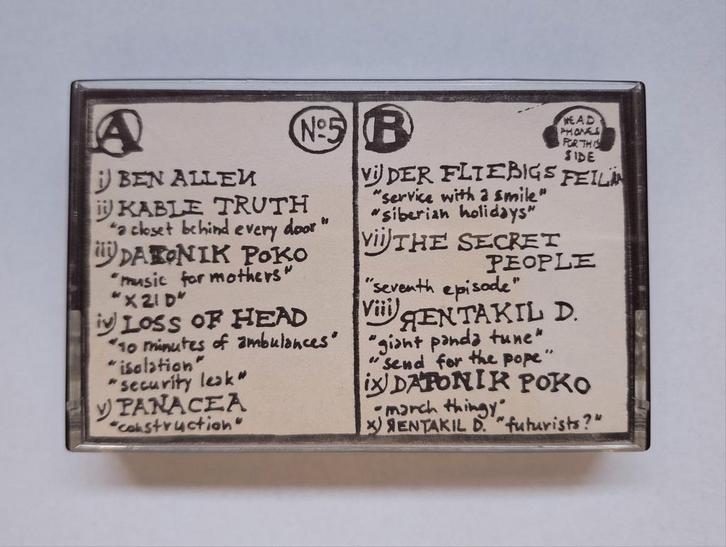 A Nº5
i) BEN ALLEN
ii) KABLE TRUTH
"a closet behind every door"
iii) DATONIK POKO
"music for mothers"
"X21D"
iv) LOSS OF HEAD
"10 minutes of ambulances"
"isolation"
"security leak"
v) PANACEA
"construction"
B
HEAD
PHONES
FOR THIS
SIDE
vi) DER FLIEBIGS FEILIN
"service with a smile"
"siberian holidays"
vii) THE SECRET
PEOPLE
"seventh episode"
viii) ЯENTAKIL D.
"giant panda tune"
"send for the pope"
ix) DATONIK POKO
"march thingy"
x) ЯENTAKIL D. "futurists?"